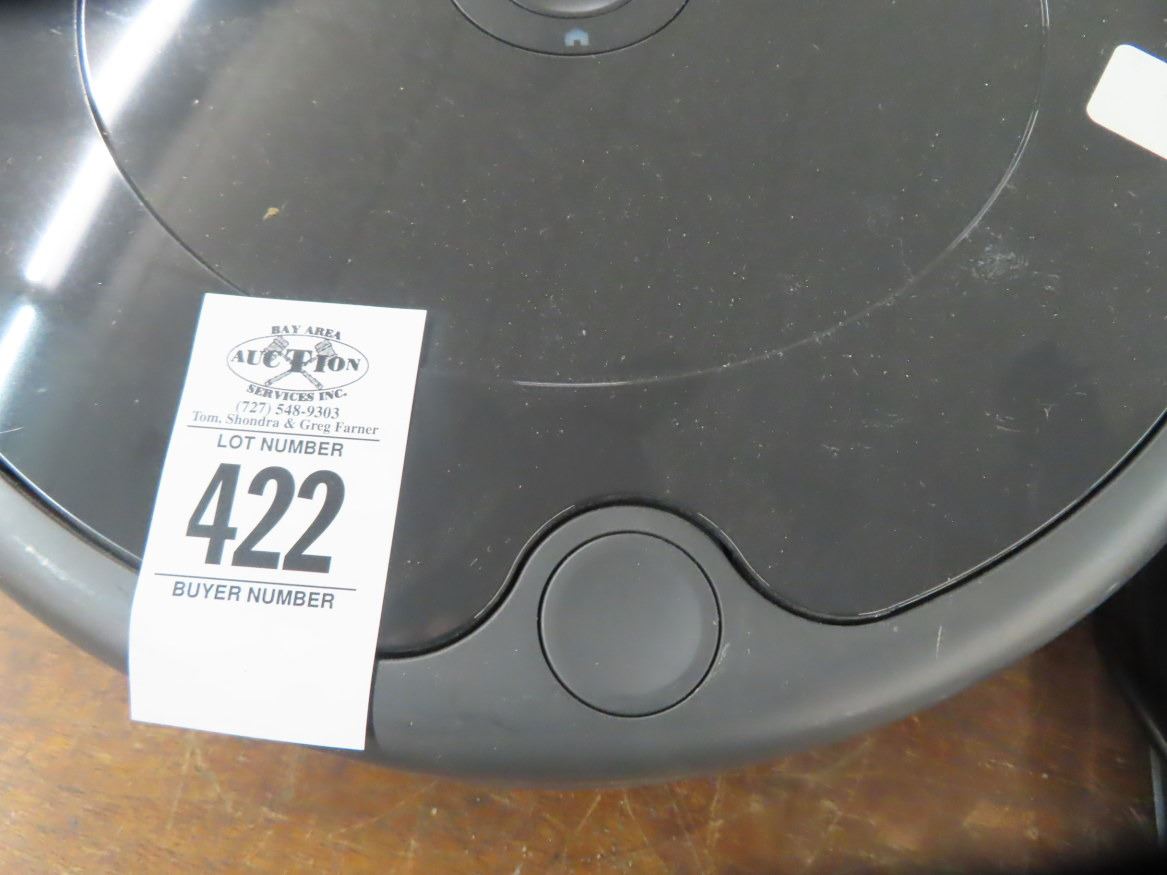 BAY AREA
AUCTION
SERVICES INC.
(727) 548-9303
Tom, Shondra & Greg Farner
LOT NUMBER
422
BUYER NUMBER